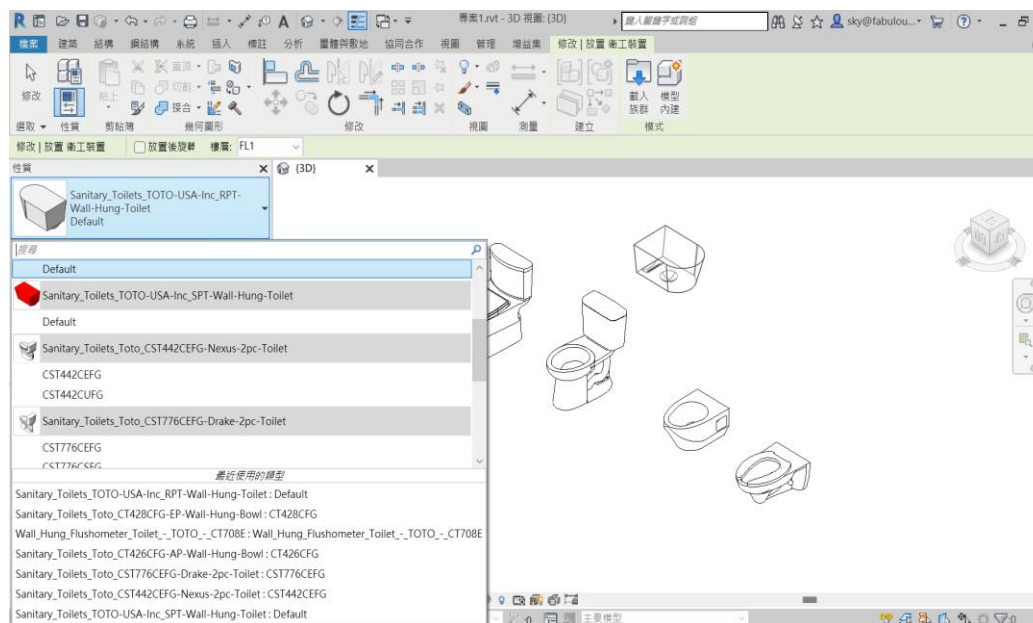 專案1.rvt - 3D 視圖: {3D}
鍵入關鍵字或詞組
sky@fabulou...
檔案 建築 結構 鋼結構 系統 插入 標註 分析 量體與敷地 協同合作 視圖 管理 增益集 修改 | 放置 衛工裝置
修改 貼上 切割 接合 載入族群 模型內建
選取 性質 剪貼簿 幾何圖形 修改 視圖 測量 建立 模式
修改 | 放置 衛工裝置 放置後旋轉 樓層: FL1
性質 {3D}
Sanitary_Toilets_TOTO-USA-Inc_RPT-
Wall-Hung-Toilet
Default
搜尋
Default
Sanitary_Toilets_TOTO-USA-Inc_SPT-Wall-Hung-Toilet
Default
Sanitary_Toilets_Toto_CST442CEFG-Nexus-2pc-Toilet
CST442CEFG
CST442CUFG
Sanitary_Toilets_Toto_CST776CEFG-Drake-2pc-Toilet
CST776CEFG
CST776CSFG
最近使用的類型
Sanitary_Toilets_TOTO-USA-Inc_RPT-Wall-Hung-Toilet : Default
Sanitary_Toilets_Toto_CT428CFG-EP-Wall-Hung-Bowl : CT428CFG
Wall_Hung_Flushometer_Toilet_-_TOTO_-_CT708E : Wall_Hung_Flushometer_Toilet_-_TOTO_-_CT708E
Sanitary_Toilets_Toto_CT426CFG-AP-Wall-Hung-Bowl : CT426CFG
Sanitary_Toilets_Toto_CST776CEFG-Drake-2pc-Toilet : CST776CEFG
Sanitary_Toilets_Toto_CST442CEFG-Nexus-2pc-Toilet : CST442CEFG
Sanitary_Toilets_TOTO-USA-Inc_SPT-Wall-Hung-Toilet : Default
:0 主要模型